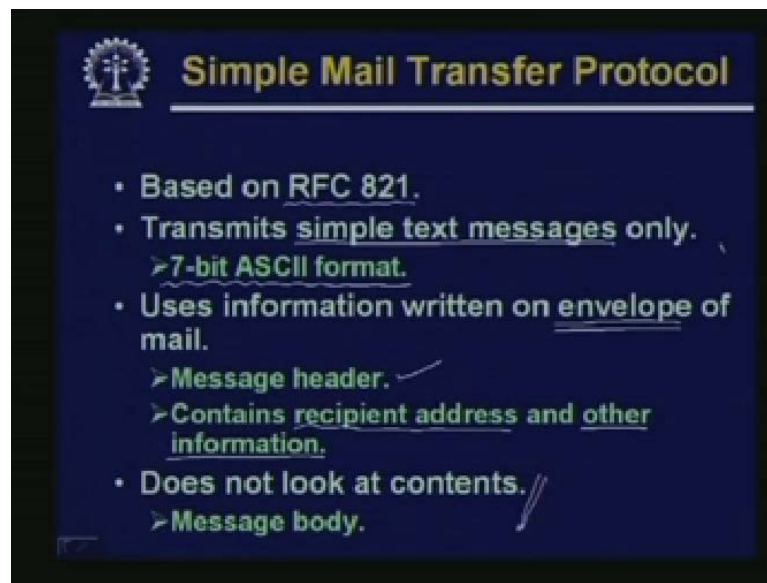 Simple Mail Transfer Protocol
• Based on RFC 821.
• Transmits simple text messages only.
➢7-bit ASCII format.
• Uses information written on envelope of
mail.
➢Message header.
➢Contains recipient address and other
information.
• Does not look at contents.
➢Message body.